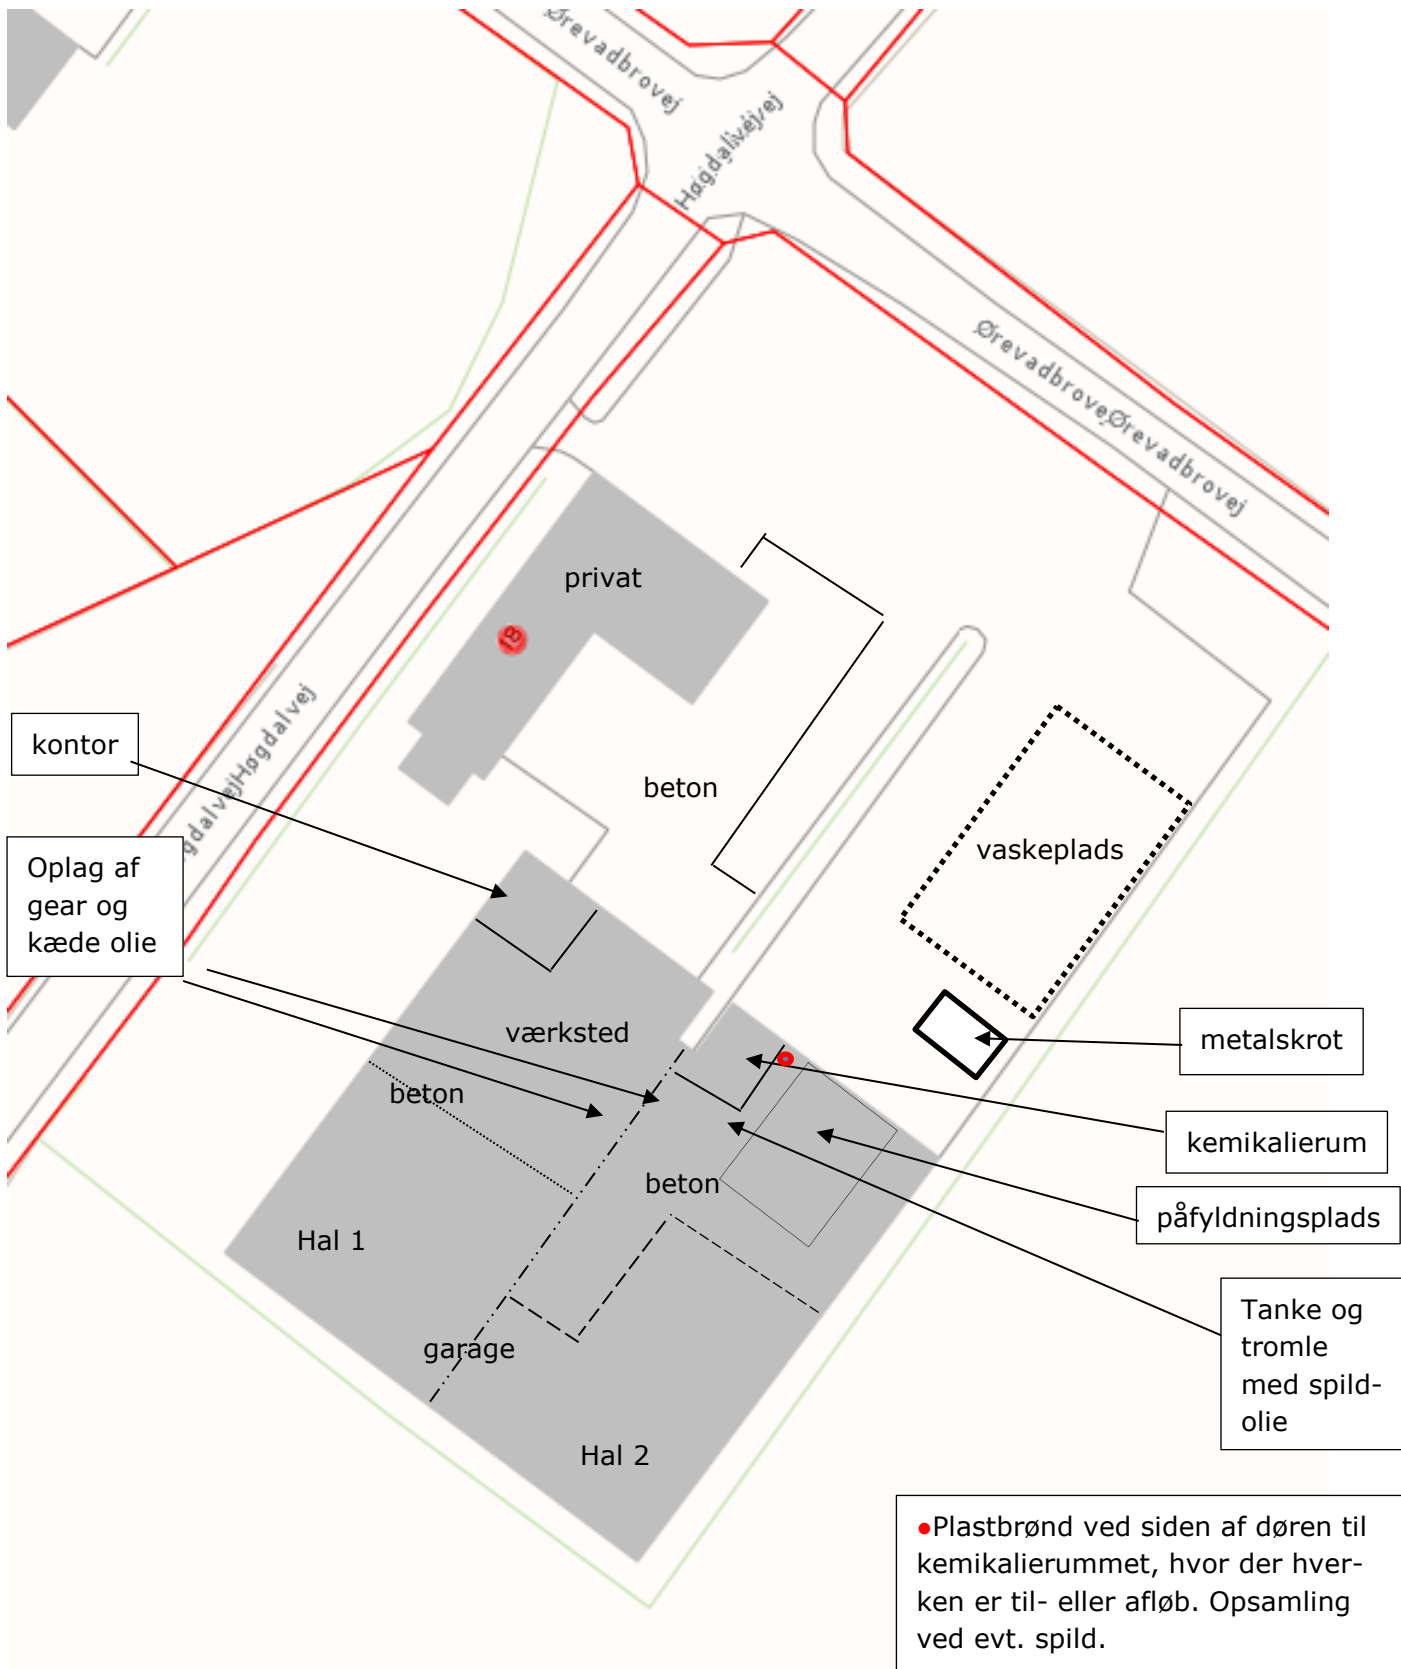 Ørevadbrovej
Høgdalvej
Ørevadbrovej
Ørevadbrovej
privat
18
Høgdalvej
kontor
beton
vaskeplads
Oplag af
gear og
kæde olie
værksted
metalskrot
beton
kemikalierum
beton
påfyldningsplads
Hal 1
Tanke og
tromle
med spild-
olie
garage
Hal 2
•Plastbrønd ved siden af døren til
kemikalierummet, hvor der hver-
ken er til- eller afløb. Opsamling
ved evt. spild.